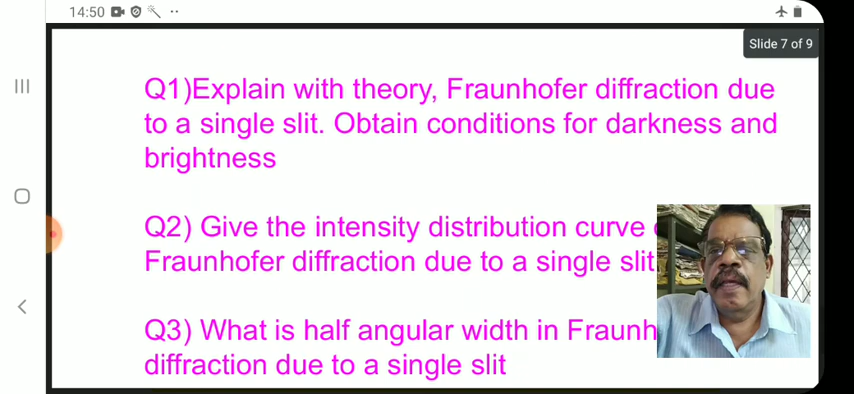 14:50
Slide 7 of 9
Q1)Explain with theory, Fraunhofer diffraction due
to a single slit. Obtain conditions for darkness and
brightness
Q2) Give the intensity distribution curve
Fraunhofer diffraction due to a single slit
Q3) What is half angular width in Fraunh
diffraction due to a single slit